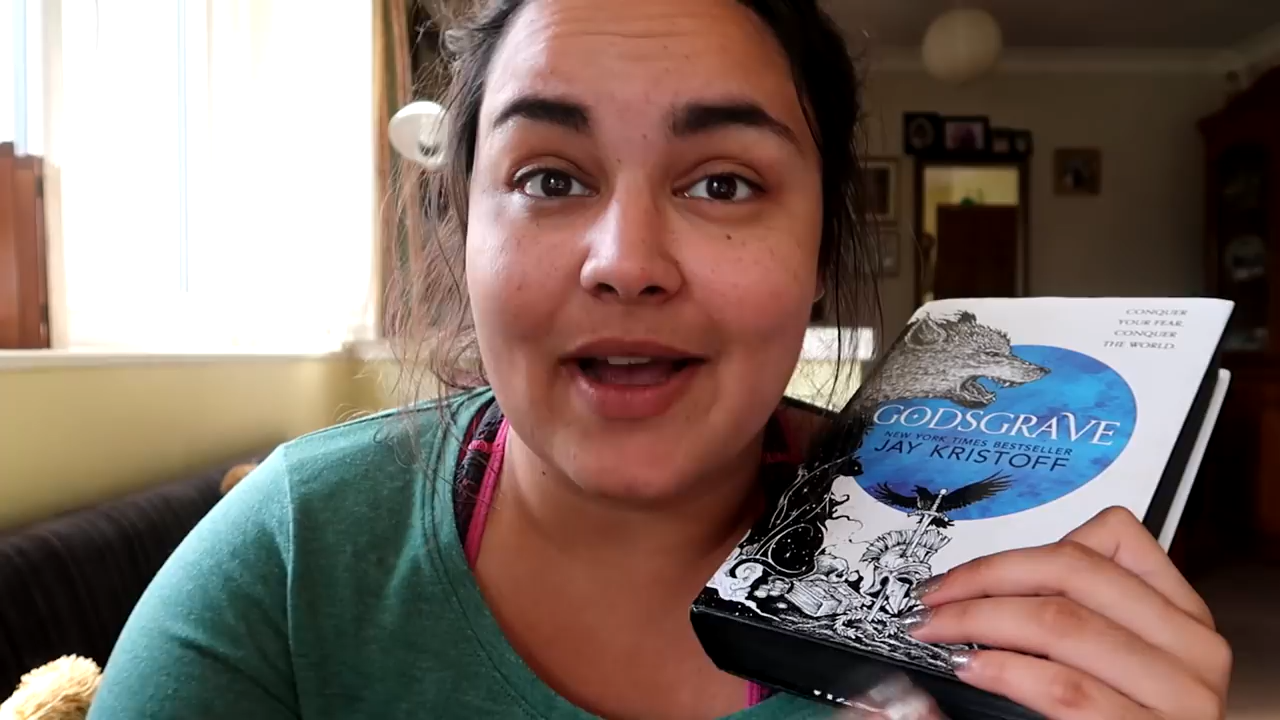 CONQUER
YOUR FEAR.
CONQUER
THE WORLD.
GODSGRAVE
NEW YORK TIMES BESTSELLER
JAY KRISTOFF